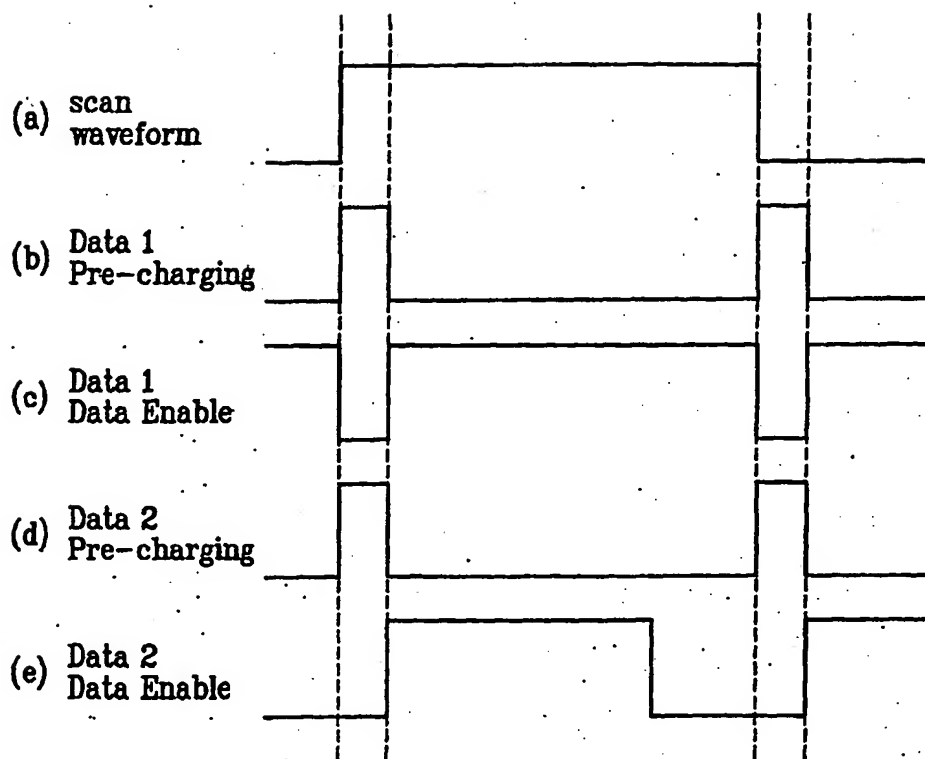 (a) scan
waveform
(b) Data 1
Pre-charging
(c) Data 1
Data Enable
(d) Data 2
Pre-charging
(e) Data 2
Data Enable